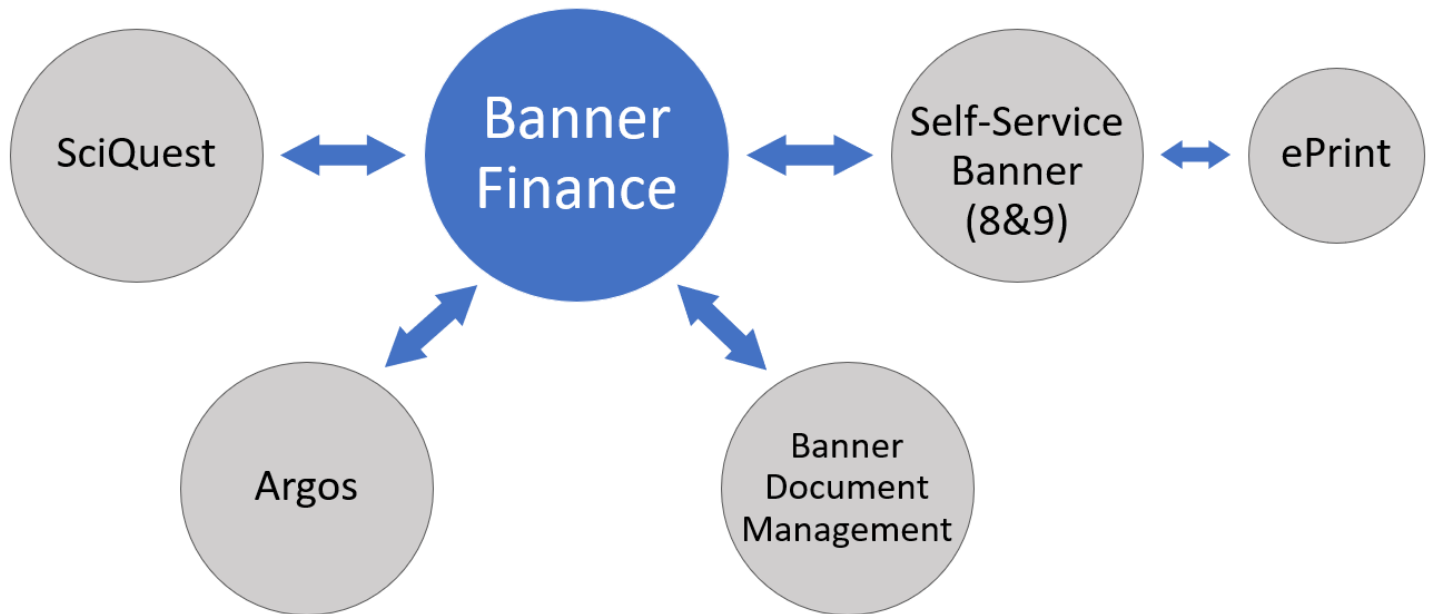 SciQuest
Banner
Finance
Self-Service
Banner
(8&9)
ePrint
Argos
Banner
Document
Management